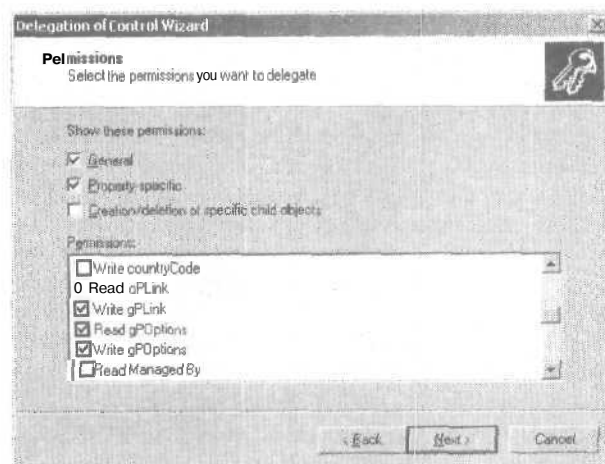 Delegation of Control Wizard
Pelmissions
Select the permissions you want to delegate
Show these permissions:
General
Property-specific
Creation/deletion of specific child objects
Permissions:
Write countryCode
0 Read gPLink
Write gPLink
Read gPOptions
Write gPOptions
Read Managed By
< Back
Next >
Cancel